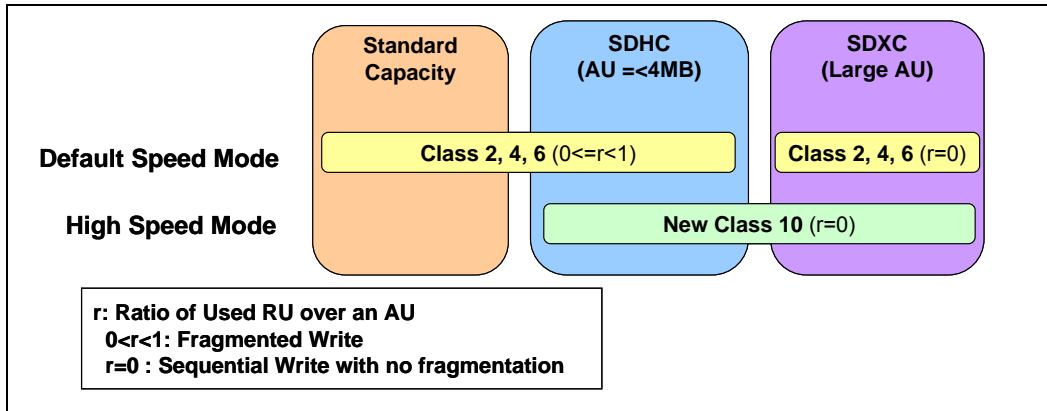 Standard
Capacity
SDHC
(AU =<4MB)
SDXC
(Large AU)
Default Speed Mode
Class 2, 4, 6 (0<=r<1)
Class 2, 4, 6 (r=0)
High Speed Mode
New Class 10 (r=0)
r: Ratio of Used RU over an AU
0<r<1: Fragmented Write
r=0 : Sequential Write with no fragmentation